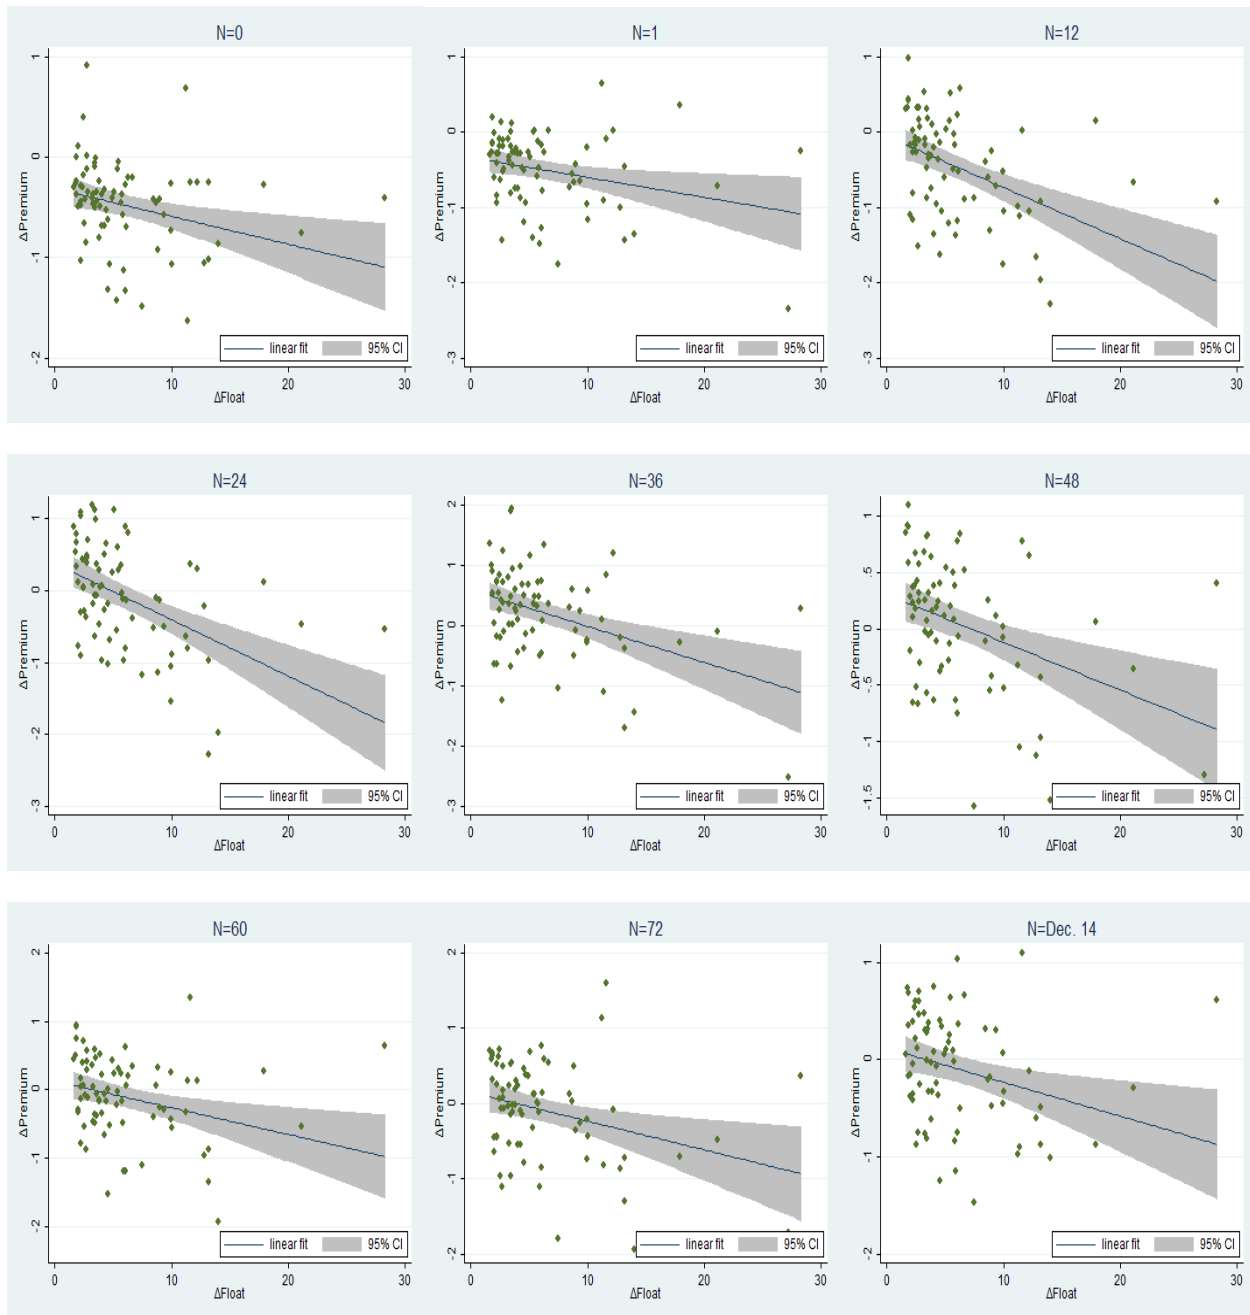 N=0
N=1
N=12
ΔPremium
1
0
-1
-2
ΔPremium
1
0
-1
-2
-3
ΔPremium
1
0
-1
-2
-3
linear fit 95% CI
linear fit 95% CI
linear fit 95% CI
0 10 20 30
0 10 20 30
0 10 20 30
ΔFloat
ΔFloat
ΔFloat
N=24
N=36
N=48
ΔPremium
1
0
-1
-2
-3
ΔPremium
2
1
0
-1
-2
-3
ΔPremium
1
.5
0
-.5
-1
-1.5
linear fit 95% CI
linear fit 95% CI
linear fit 95% CI
0 10 20 30
0 10 20 30
0 10 20 30
ΔFloat
ΔFloat
ΔFloat
N=60
N=72
N=Dec. 14
ΔPremium
2
1
0
-1
-2
ΔPremium
2
1
0
-1
-2
ΔPremium
1
0
-1
-2
linear fit 95% CI
linear fit 95% CI
linear fit 95% CI
0 10 20 30
0 10 20 30
0 10 20 30
ΔFloat
ΔFloat
ΔFloat